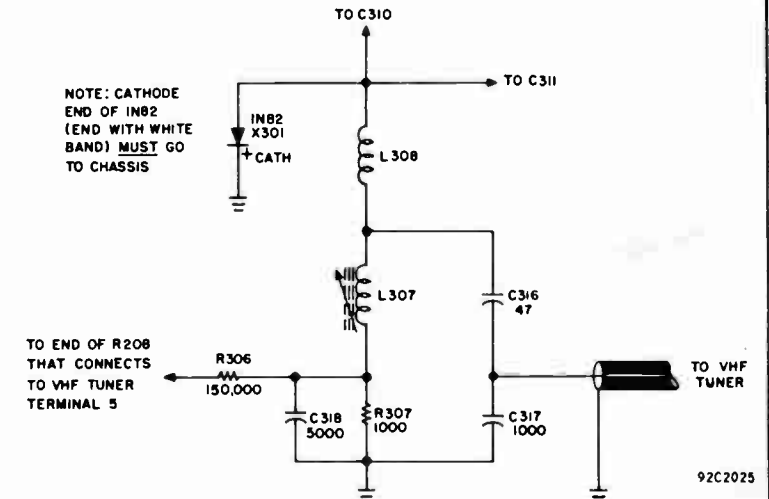 TO C310
TO C311
NOTE: CATHODE
END OF IN82
(END WITH WHITE
BAND) MUST GO
TO CHASSIS
IN82
X301
+ CATH
L308
L307
C316
47
TO END OF R208
THAT CONNECTS
TO VHF TUNER
TERMINAL 5
R306
150,000
C318
5000
R307
1000
C317
1000
TO VHF
TUNER
92C2025